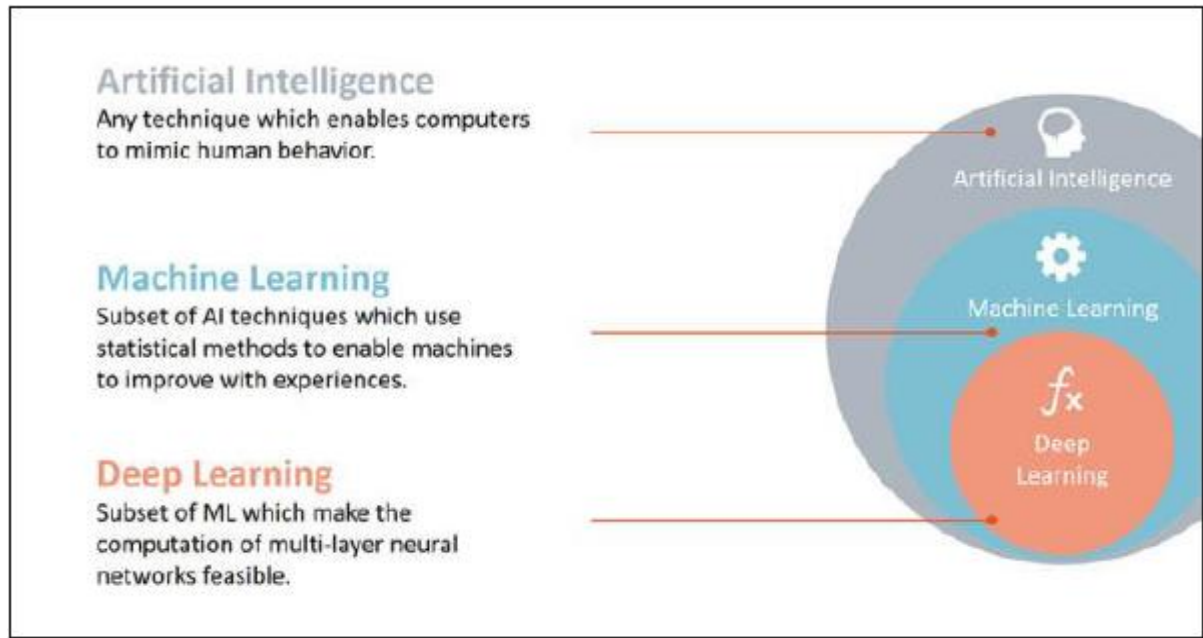 Artificial Intelligence
Any technique which enables computers
to mimic human behavior.
Machine Learning
Subset of AI techniques which use
statistical methods to enable machines
to improve with experiences.
Deep Learning
Subset of ML which make the
computation of multi-layer neural
networks feasible.
Artificial Intelligence
Machine Learning
fx
Deep
Learning